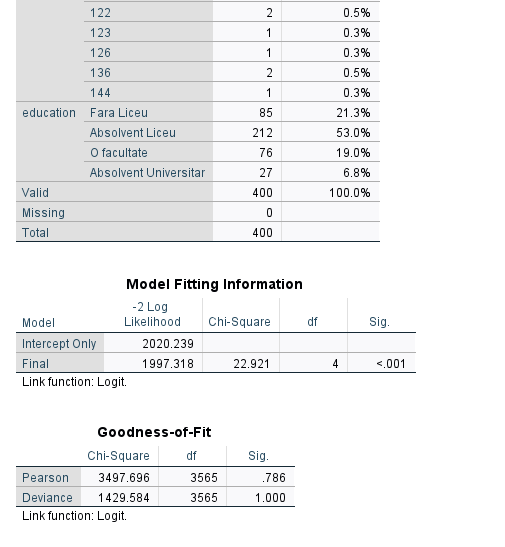 122 2 0.5%
123 1 0.3%
126 1 0.3%
136 2 0.5%
144 1 0.3%
education Fara Liceu 85 21.3%
Absolvent Liceu 212 53.0%
O facultate 76 19.0%
Absolvent Universitar 27 6.8%
Valid 400 100.0%
Missing 0
Total 400
Model Fitting Information
-2 Log
Model Likelihood Chi-Square df Sig.
Intercept Only 2020.239
Final 1997.318 22.921 4 <.001
Link function: Logit.
Goodness-of-Fit
Chi-Square df Sig.
Pearson 3497.696 3565 .786
Deviance 1429.584 3565 1.000
Link function: Logit.